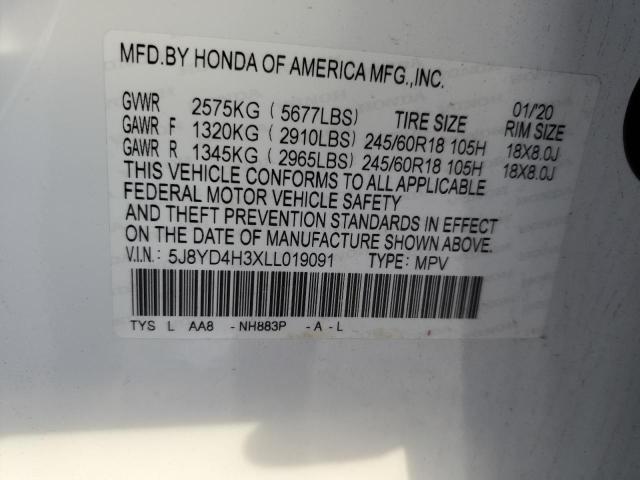 MFD.BY HONDA OF AMERICA MFG.,INC.
01/'20
GVWR 2575KG ( 5677LBS) TIRE SIZE RIM SIZE
GAWR F 1320KG ( 2910LBS) 245/60R18 105H 18X8.0J
GAWR R 1345KG ( 2965LBS) 245/60R18 105H 18X8.0J
THIS VEHICLE CONFORMS TO ALL APPLICABLE
FEDERAL MOTOR VEHICLE SAFETY
AND THEFT PREVENTION STANDARDS IN EFFECT
ON THE DATE OF MANUFACTURE SHOWN ABOVE.
V.I.N.: 5J8YD4H3XLL019091 TYPE: MPV
TYS L AA8 -NH883P -A-L